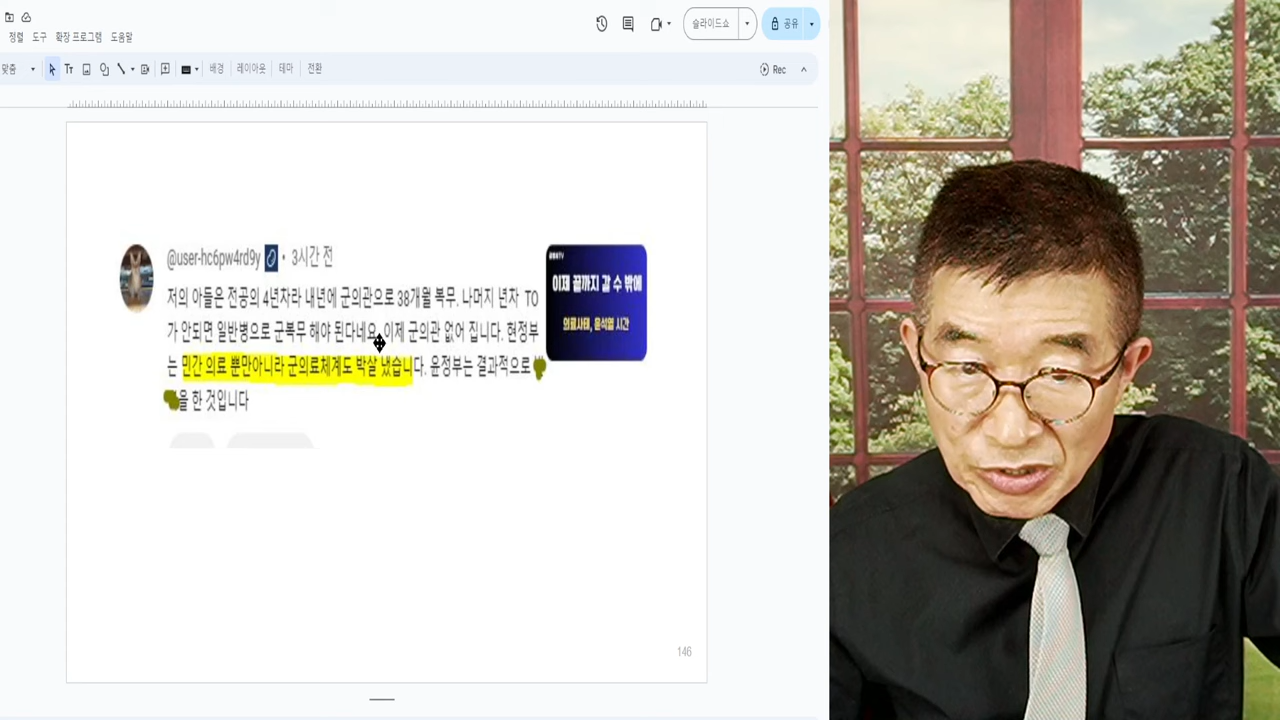 정렬 도구 확장 프로그램 도움말
슬라이드쇼
공유
맞춤
Tr
배경 레이아웃 테마 전환
Rec
@user-hc6pw4rd9y · 3시간 전
저의 아들은 전공의 4년차라 내년에 군의관으로 38개월 복무. 나머지 년차 TO
가 안되면 일반병으로 군복무 해야 된다네요. 이제 군의관 없어 집니다. 현정부
는 민간 의료 뿐만아니라 군의료체계도 박살 냈습니다. 윤정부는 결과적으로
을 한 것입니다
공병호TV
이제 끝까지 갈 수 밖에
의료사태, 윤석열 시간
146